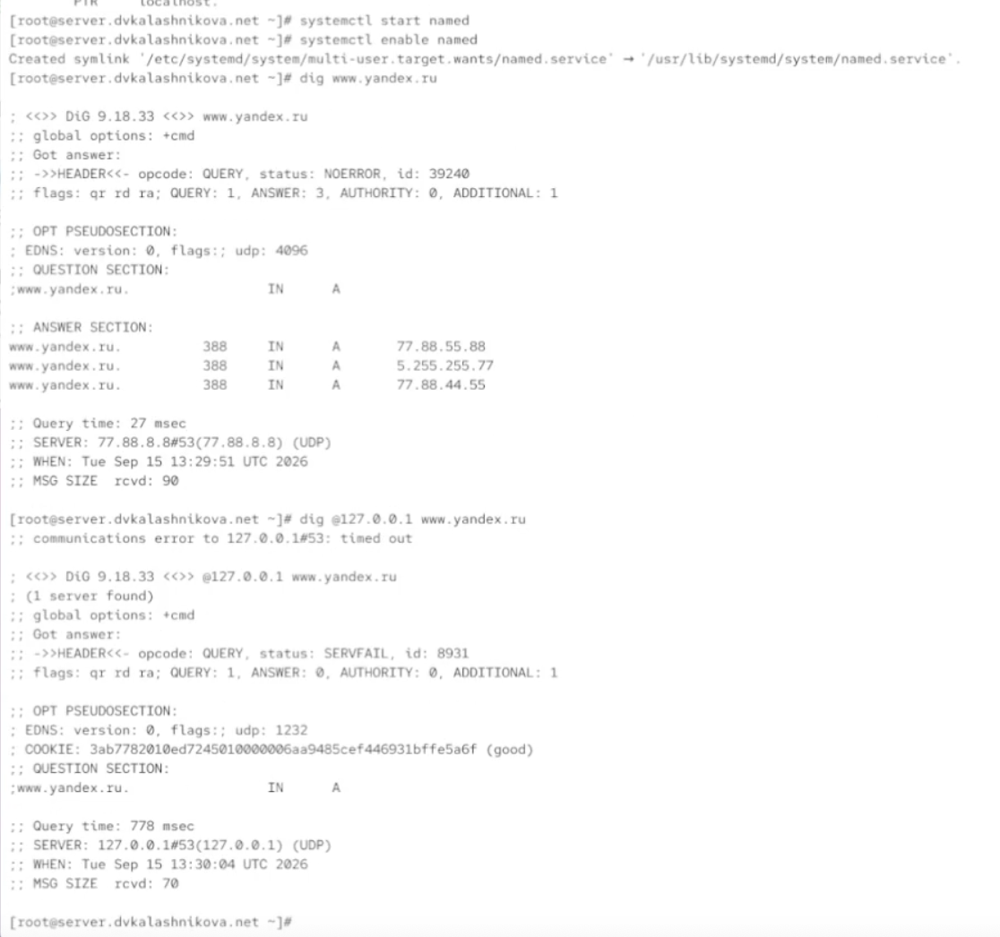 PTR localhost.
[root@server.dvkalashnikova.net ~]# systemctl start named
[root@server.dvkalashnikova.net ~]# systemctl enable named
Created symlink '/etc/systemd/system/multi-user.target.wants/named.service' → '/usr/lib/systemd/system/named.service'.
[root@server.dvkalashnikova.net ~]# dig www.yandex.ru

; <<>> DiG 9.18.33 <<>> www.yandex.ru
;; global options: +cmd
;; Got answer:
;; ->>HEADER<<- opcode: QUERY, status: NOERROR, id: 39240
;; flags: qr rd ra; QUERY: 1, ANSWER: 3, AUTHORITY: 0, ADDITIONAL: 1

;; OPT PSEUDOSECTION:
; EDNS: version: 0, flags:; udp: 4096
;; QUESTION SECTION:
;www.yandex.ru. IN A

;; ANSWER SECTION:
www.yandex.ru. 388 IN A 77.88.55.88
www.yandex.ru. 388 IN A 5.255.255.77
www.yandex.ru. 388 IN A 77.88.44.55

;; Query time: 27 msec
;; SERVER: 77.88.8.8#53(77.88.8.8) (UDP)
;; WHEN: Tue Sep 15 13:29:51 UTC 2026
;; MSG SIZE rcvd: 90

[root@server.dvkalashnikova.net ~]# dig @127.0.0.1 www.yandex.ru
;; communications error to 127.0.0.1#53: timed out

; <<>> DiG 9.18.33 <<>> @127.0.0.1 www.yandex.ru
; (1 server found)
;; global options: +cmd
;; Got answer:
;; ->>HEADER<<- opcode: QUERY, status: SERVFAIL, id: 8931
;; flags: qr rd ra; QUERY: 1, ANSWER: 0, AUTHORITY: 0, ADDITIONAL: 1

;; OPT PSEUDOSECTION:
; EDNS: version: 0, flags:; udp: 1232
; COOKIE: 3ab7782010ed7245010000006aa9485cef446931bffe5a6f (good)
;; QUESTION SECTION:
;www.yandex.ru. IN A

;; Query time: 778 msec
;; SERVER: 127.0.0.1#53(127.0.0.1) (UDP)
;; WHEN: Tue Sep 15 13:30:04 UTC 2026
;; MSG SIZE rcvd: 70

[root@server.dvkalashnikova.net ~]#